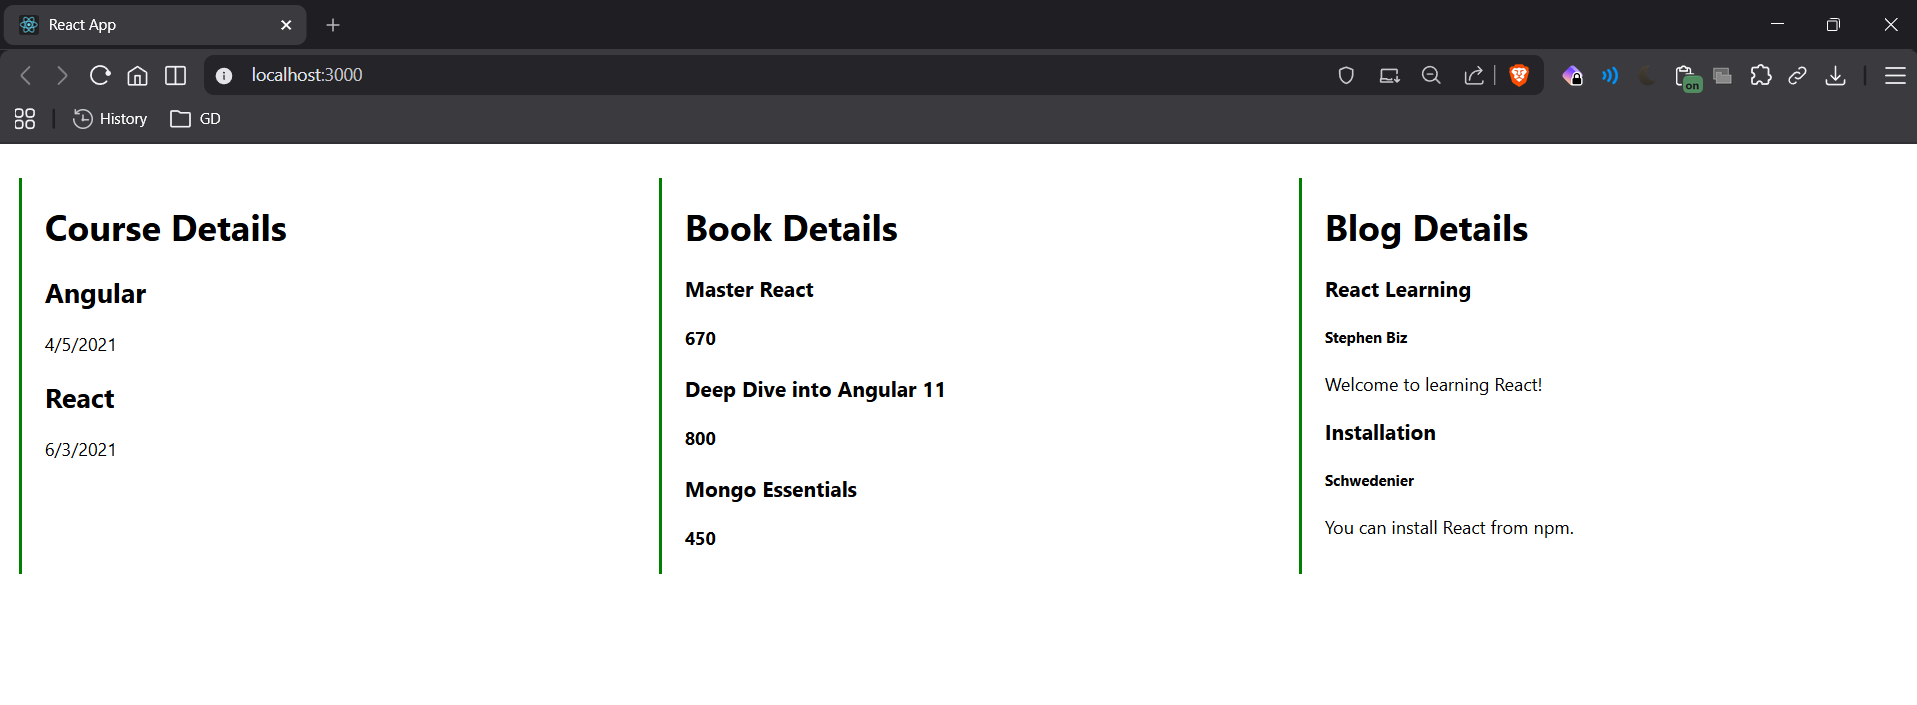 React App
localhost:3000
on
History
GD
Course Details
Angular
4/5/2021
React
6/3/2021
Book Details
Master React
670
Deep Dive into Angular 11
800
Mongo Essentials
450
Blog Details
React Learning
Stephen Biz
Welcome to learning React!
Installation
Schwedenier
You can install React from npm.